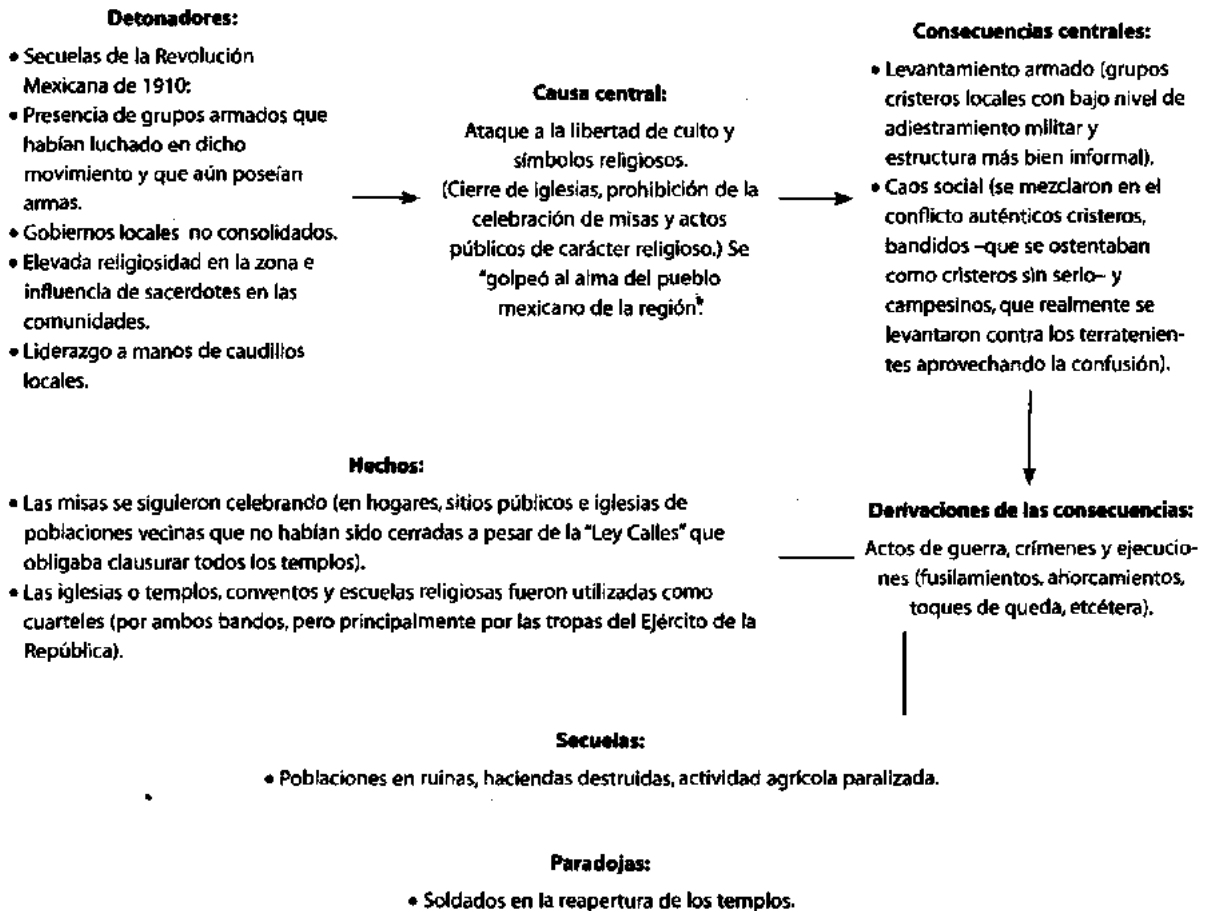 Detonadores:
• Secuelas de la Revolución
Mexicana de 1910:
• Presencia de grupos armados que
habían luchado en dicho
movimiento y que aún poseían
armas.
• Gobiernos locales no consolidados.
• Elevada religiosidad en la zona e
influencia de sacerdotes en las
comunidades.
• Liderazgo a manos de caudillos
locales.
Causa central:
Ataque a la libertad de culto y
símbolos religiosos.
(Cierre de iglesias, prohibición de la
celebración de misas y actos
públicos de carácter religioso.) Se
"golpeó al alma del pueblo
mexicano de la región".
Consecuencias centrales:
• Levantamiento armado (grupos
cristeros locales con bajo nivel de
adiestramiento militar y
estructura más bien informal).
• Caos social (se mezclaron en el
conflicto auténticos cristeros,
bandidos –que se ostentaban
como cristeros sin serlo– y
campesinos, que realmente se
levantaron contra los terratenien-
tes aprovechando la confusión).
Hechos:
• Las misas se siguieron celebrando (en hogares, sitios públicos e iglesias de
poblaciones vecinas que no habían sido cerradas a pesar de la "Ley Calles" que
obligaba clausurar todos los templos).
• Las iglesias o templos, conventos y escuelas religiosas fueron utilizadas como
cuarteles (por ambos bandos, pero principalmente por las tropas del Ejército de la
República).
Derivaciones de las consecuencias:
Actos de guerra, crímenes y ejecucio-
nes (fusilamientos, ahorcamientos,
toques de queda, etcétera).
Secuelas:
• Poblaciones en ruinas, haciendas destruidas, actividad agrícola paralizada.
Paradojas:
• Soldados en la reapertura de los templos.